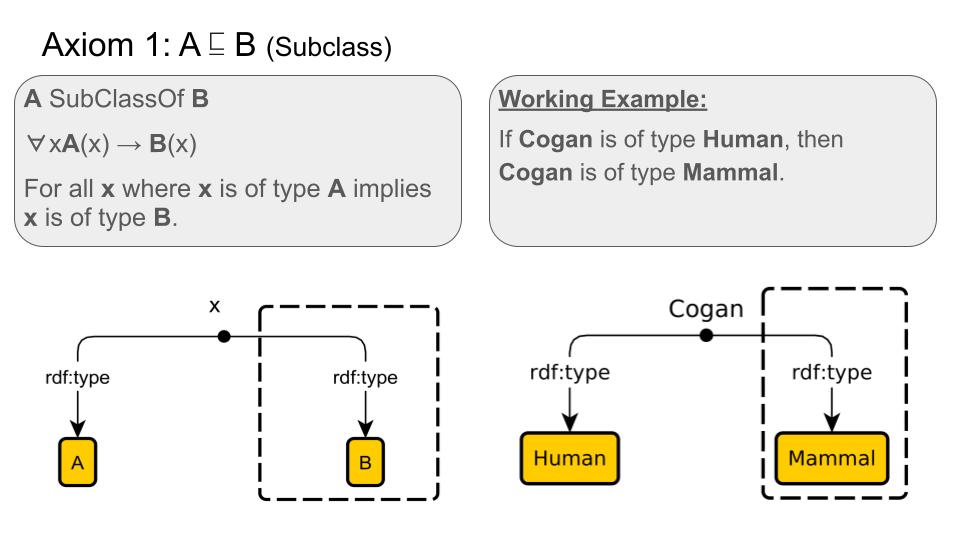 Axiom 1: A ⊑ B (Subclass)
A SubClassOf B
∀xA(x) → B(x)
For all x where x is of type A implies
x is of type B.
Working Example:
If Cogan is of type Human, then
Cogan is of type Mammal.
x
rdf:type
rdf:type
A
B
Cogan
rdf:type
rdf:type
Human
Mammal